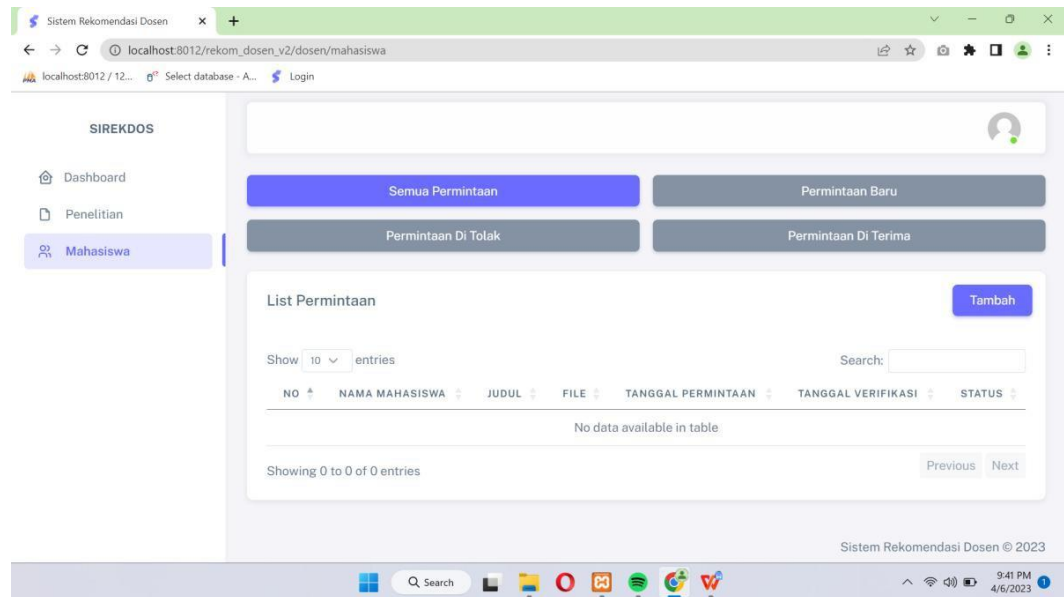 Sistem Rekomendasi Dosen
localhost:8012/rekom_dosen_v2/dosen/mahasiswa
localhost:8012 / 12... Select database - A... Login
SIREKDOS
Dashboard
Penelitian
Mahasiswa
Semua Permintaan Permintaan Baru
Permintaan Di Tolak Permintaan Di Terima
List Permintaan Tambah
Show 10 entries Search:
NO NAMA MAHASISWA JUDUL FILE TANGGAL PERMINTAAN TANGGAL VERIFIKASI STATUS
No data available in table
Showing 0 to 0 of 0 entries Previous Next
Sistem Rekomendasi Dosen © 2023
Search
9:41 PM
4/6/2023
1